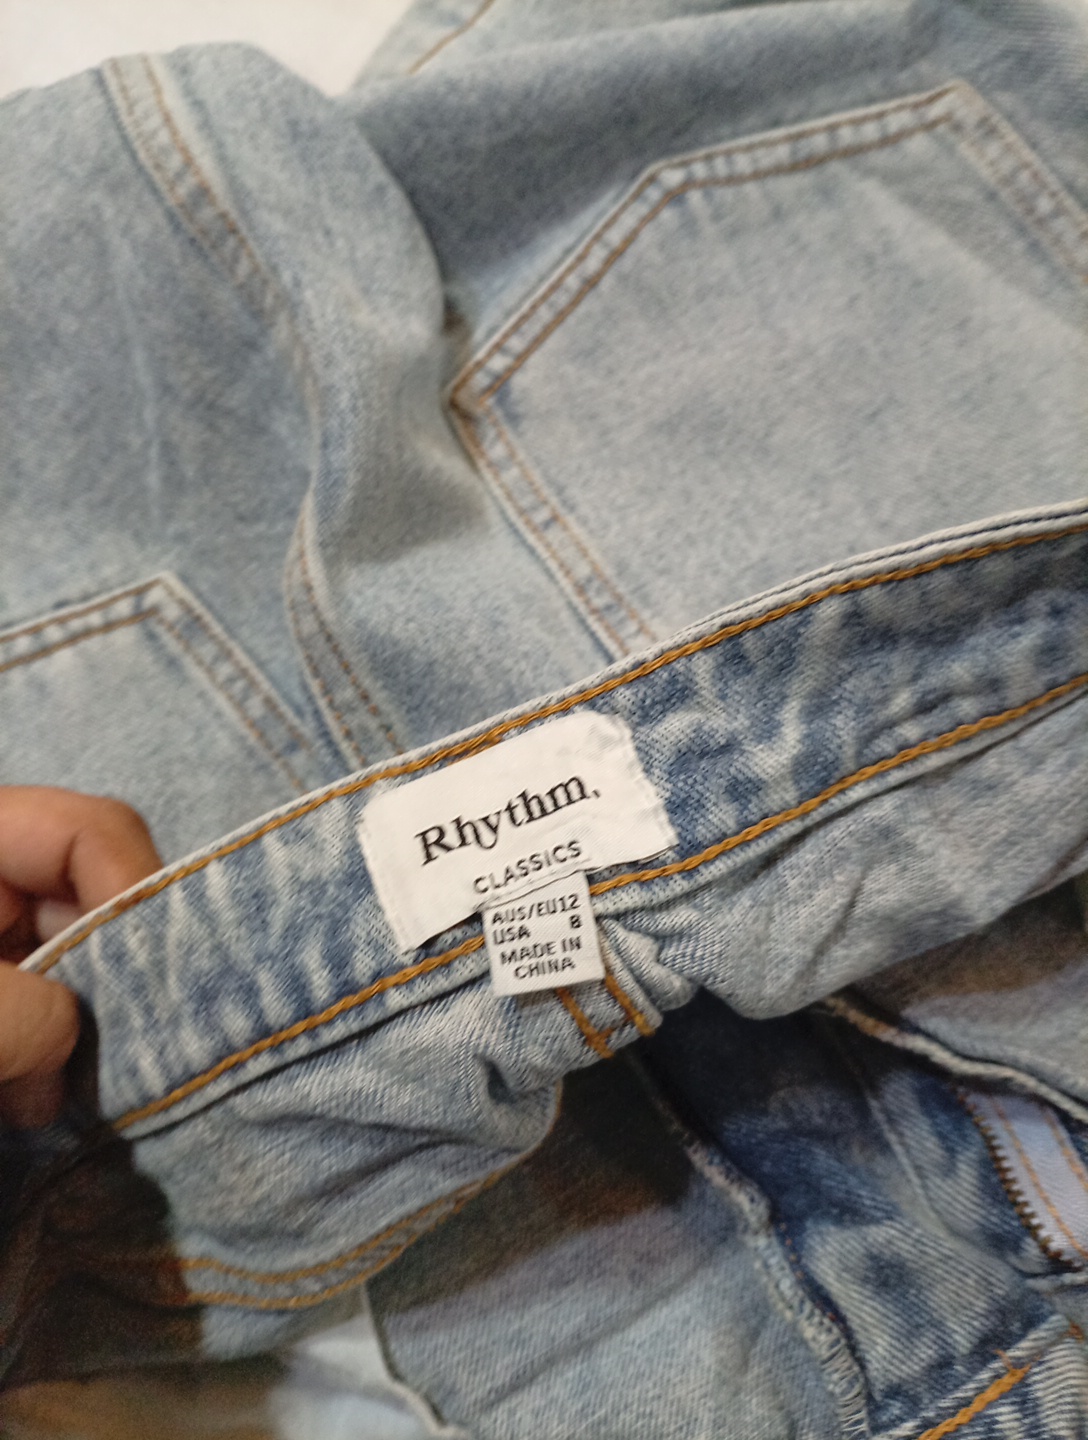 Rhythm.
CLASSICS
AUS/EU12
USA 8
MADE IN
CHINA